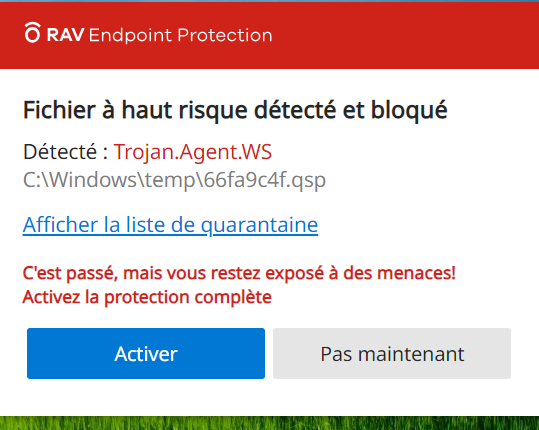 RAV Endpoint Protection
Fichier à haut risque détecté et bloqué
Détecté : Trojan.Agent.WS
C:\Windows\temp\66fa9c4f.qsp
Afficher la liste de quarantaine
C'est passé, mais vous restez exposé à des menaces!
Activez la protection complète
Activer
Pas maintenant